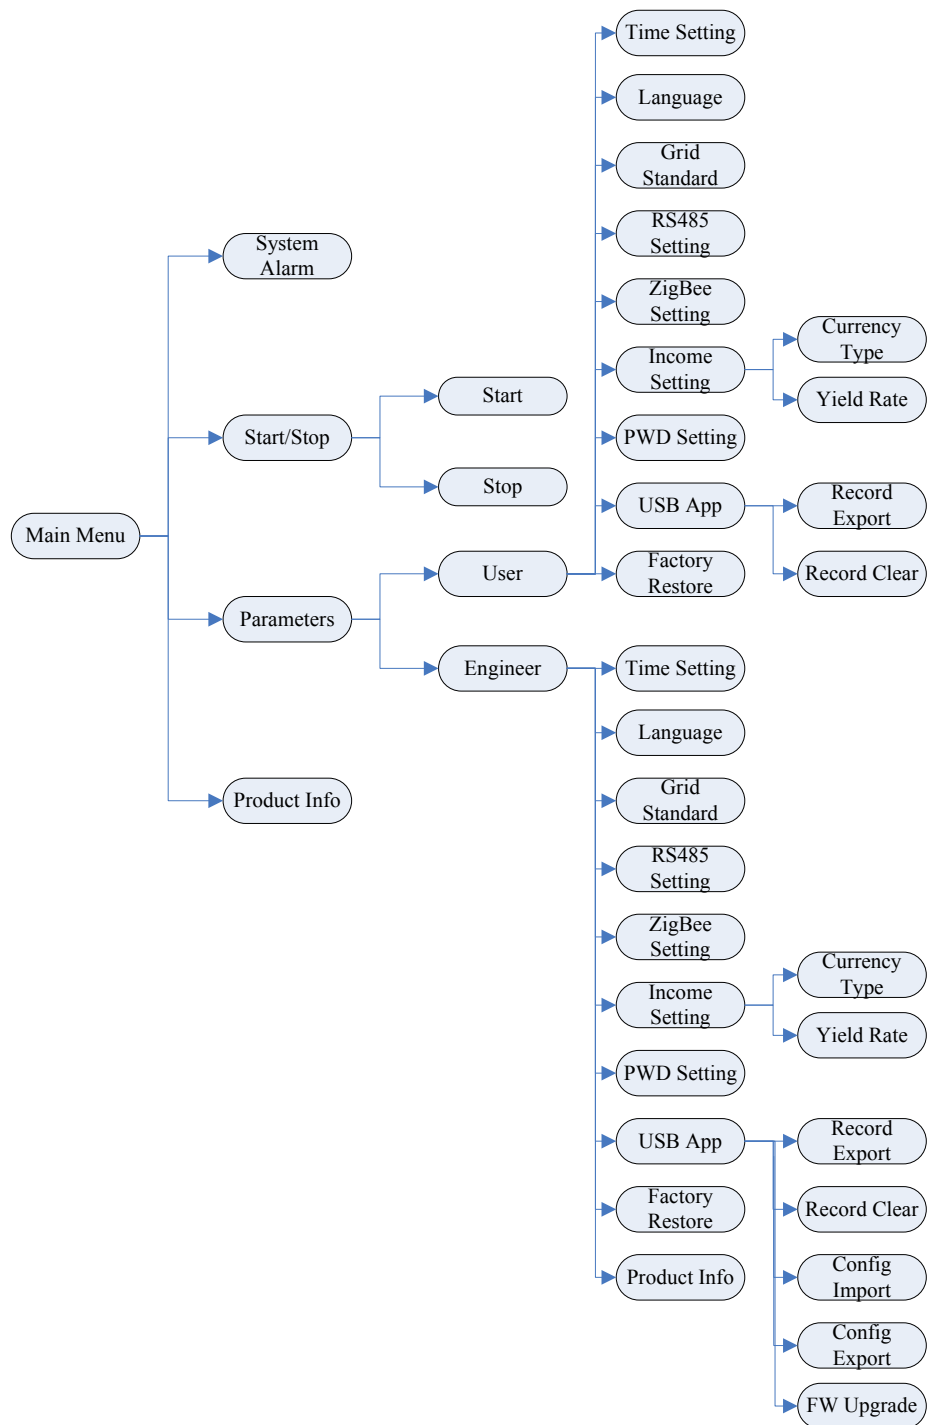 Main Menu
System
Alarm
Start/Stop
Parameters
Product Info
Start
Stop
User
Engineer
Time Setting
Language
Grid
Standard
RS485
Setting
ZigBee
Setting
Income
Setting
PWD Setting
USB App
Factory
Restore
Currency
Type
Yield Rate
Record
Export
Record Clear
Time Setting
Language
Grid
Standard
RS485
Setting
ZigBee
Setting
Income
Setting
PWD Setting
USB App
Factory
Restore
Product Info
Currency
Type
Yield Rate
Record
Export
Record Clear
Config
Import
Config
Export
FW Upgrade